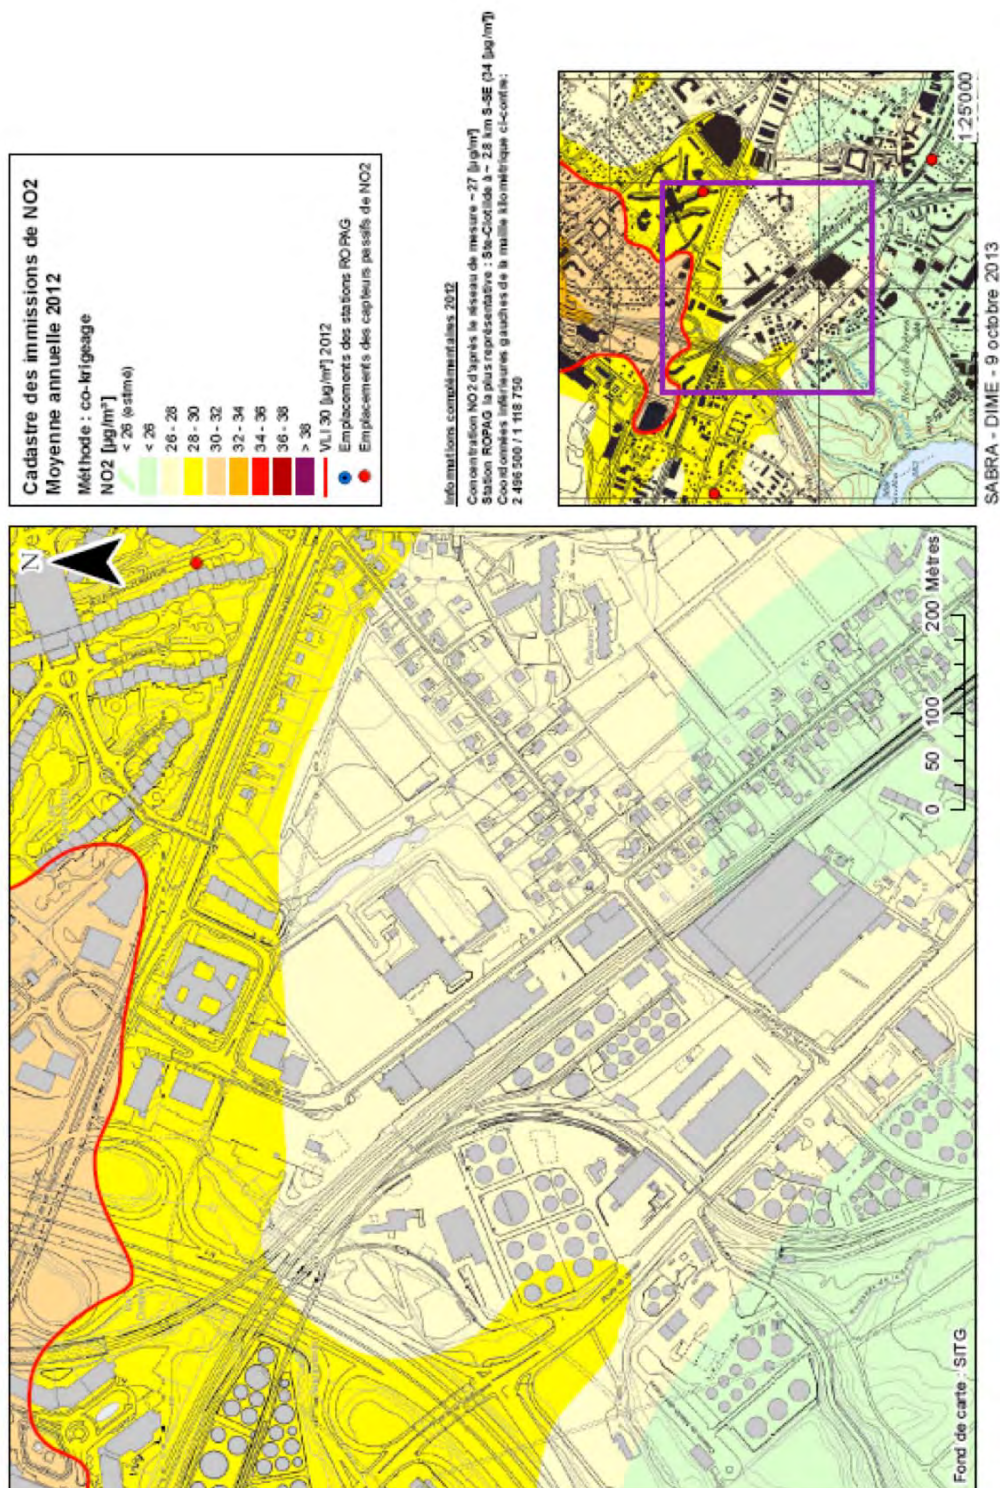 Cadastre des immissions de NO2
Moyenne annuelle 2012
Méthode : co-krigeage
NO2 [µg/m³]
< 26 (estimé)
< 26
26 - 28
28 - 30
30 - 32
32 - 34
34 - 36
36 - 38
> 38
VLI 30 [µg/m³] 2012
Emplacements des stations ROPAG
Emplacements des capteurs passifs de NO2
Informations complémentaires 2012
Concentration NO2 d'après le réseau de mesure ~ 27 [µg/m³]
Station ROPAG la plus représentative : Ste-Clotilde à ~ 2.8 km S-SE (34 [µg/m³])
Coordonnées inférieures gauches de la maille kilométrique ci-contre :
2 496 500 / 1 118 750
1:25'000
SABRA - DIME - 9 octobre 2013
N
0 50 100 200 Mètres
Fond de carte : SITG